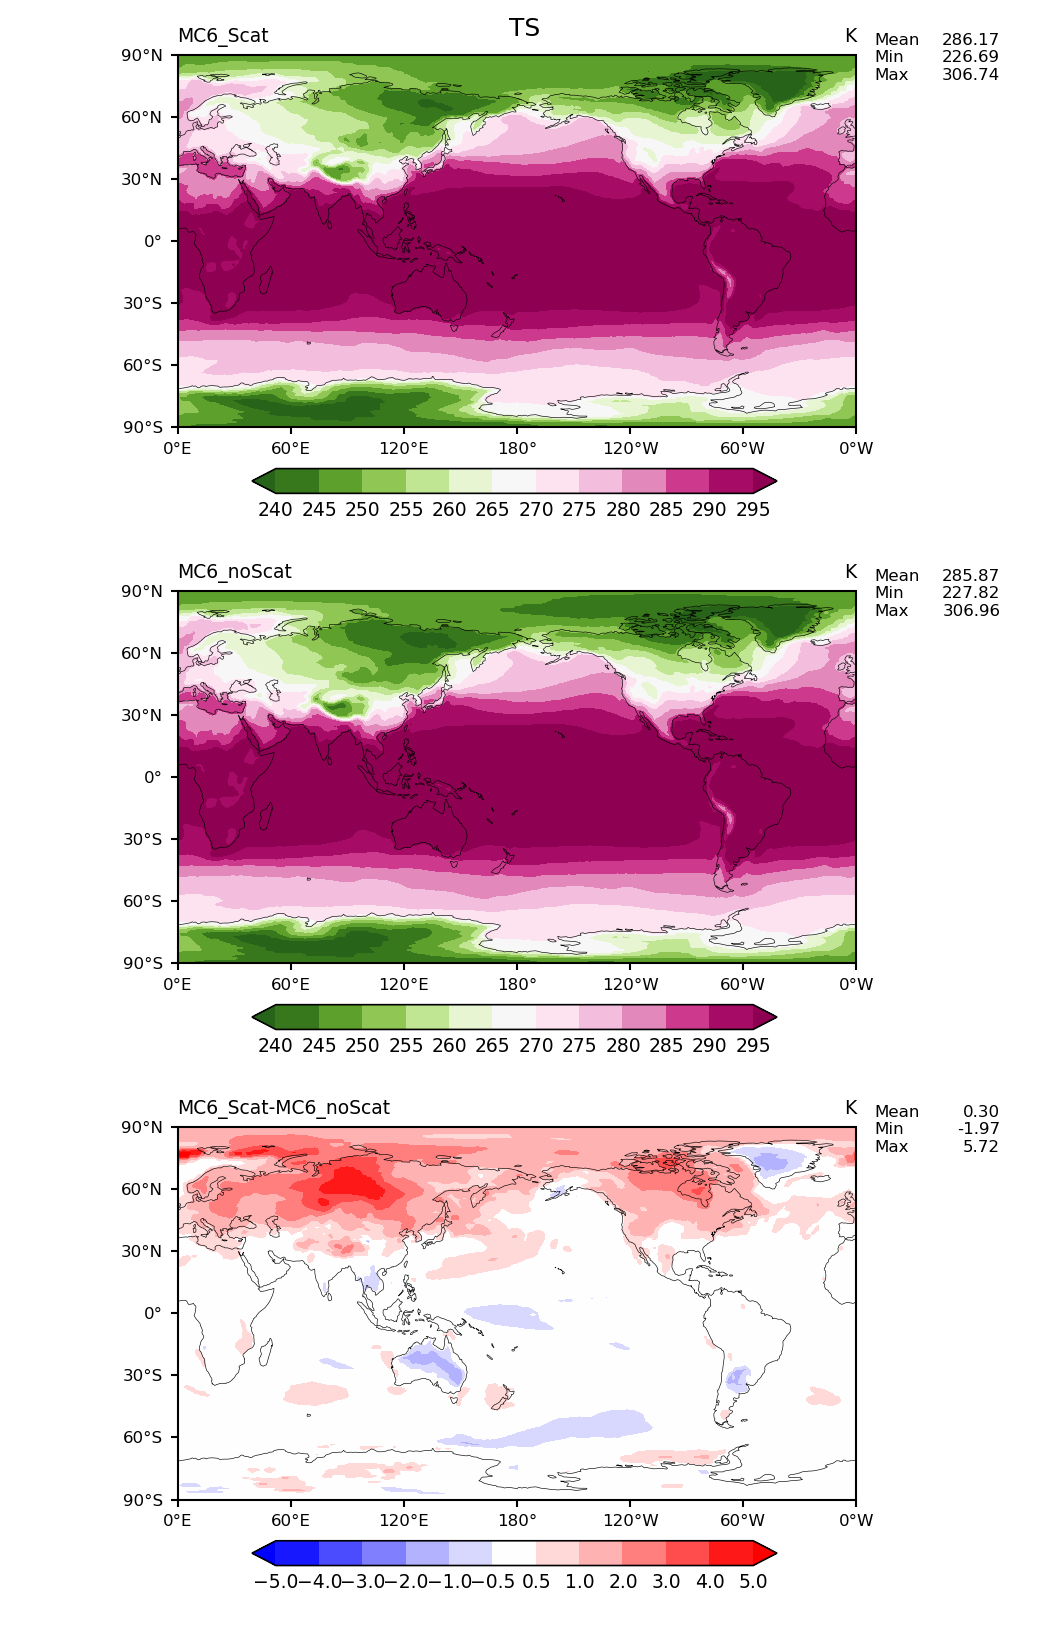 TS
MC6_Scat K
Mean 286.17
Min 226.69
Max 306.74
90°N
60°N
30°N
0°
30°S
60°S
90°S
0°E 60°E 120°E 180° 120°W 60°W 0°W
240 245 250 255 260 265 270 275 280 285 290 295
MC6_noScat K
Mean 285.87
Min 227.82
Max 306.96
90°N
60°N
30°N
0°
30°S
60°S
90°S
0°E 60°E 120°E 180° 120°W 60°W 0°W
240 245 250 255 260 265 270 275 280 285 290 295
MC6_Scat-MC6_noScat K
Mean 0.30
Min -1.97
Max 5.72
90°N
60°N
30°N
0°
30°S
60°S
90°S
0°E 60°E 120°E 180° 120°W 60°W 0°W
−5.0 −4.0 −3.0 −2.0 −1.0 −0.5 0.5 1.0 2.0 3.0 4.0 5.0